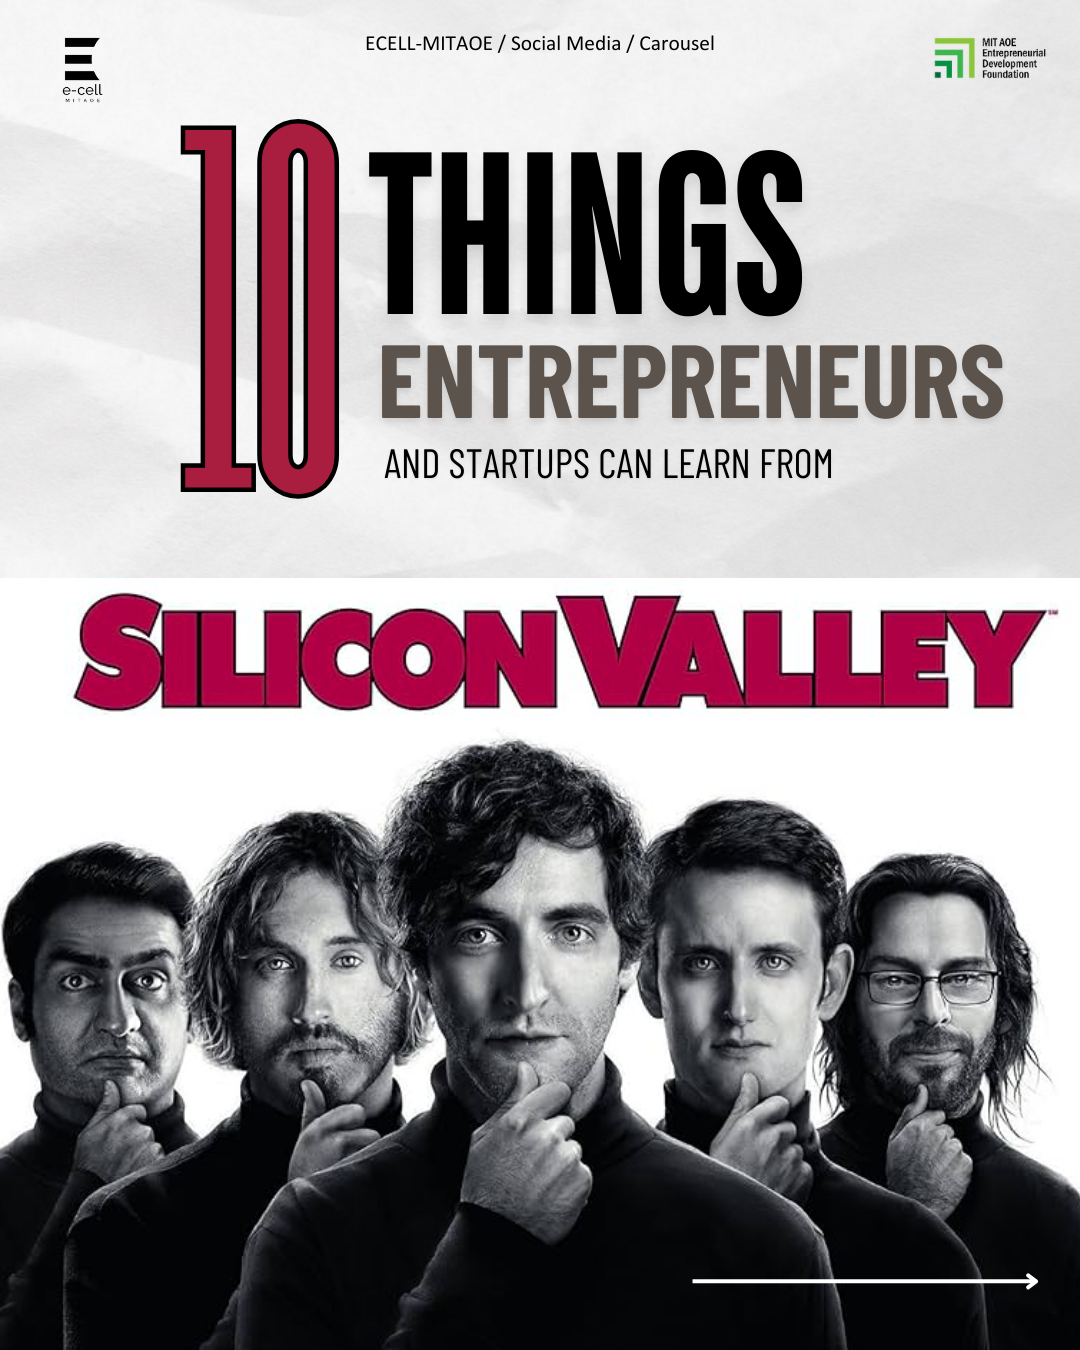 ECELL-MITAOE / Social Media / Carousel
e-cell
MITAOE
MIT AOE
Entrepreneurial
Development
Foundation
10 THINGS
ENTREPRENEURS
AND STARTUPS CAN LEARN FROM
SILICON VALLEY
SM